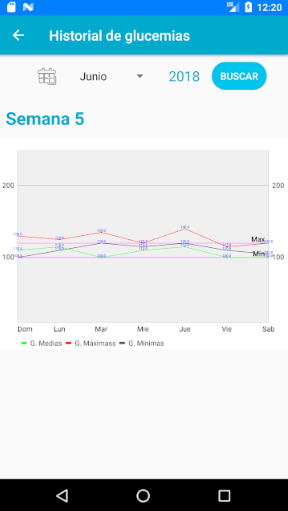 12:20
Historial de glucemias
Junio 2018 BUSCAR
Semana 5
200 200
Max
Min
100 100
Dom Lun Mar Mie Jue Vie Sab
G. Medias G. Máximass G. Mínimas